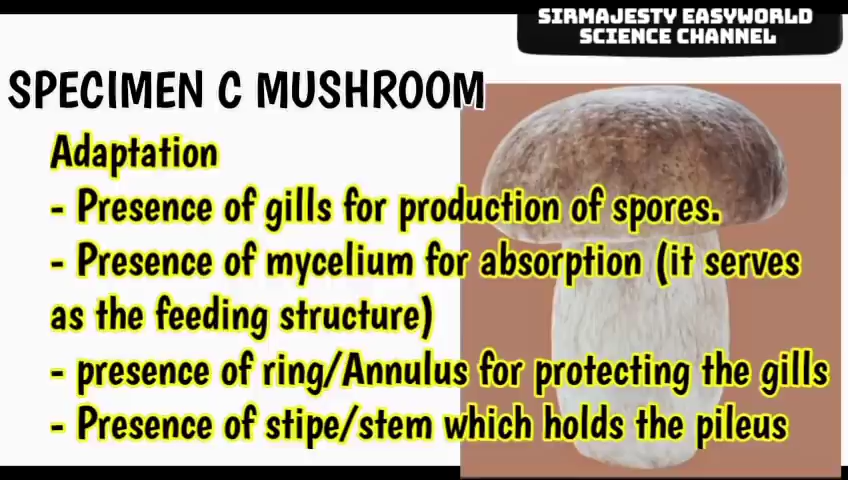 SIRMAJESTY EASYWORLD
SCIENCE CHANNEL
SPECIMEN C MUSHROOM
Adaptation
- Presence of gills for production of spores.
- Presence of mycelium for absorption (it serves
as the feeding structure)
- presence of ring/Annulus for protecting the gills
- Presence of stipe/stem which holds the pileus